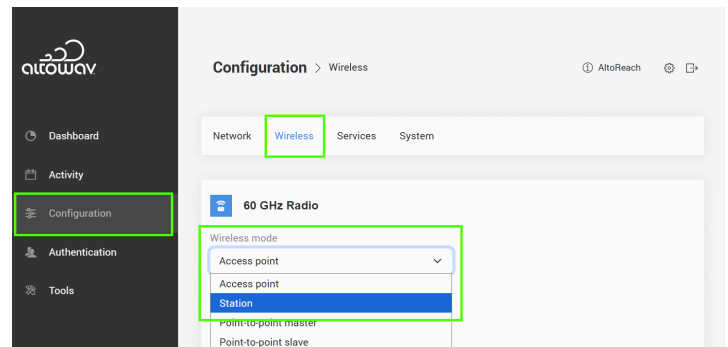 altowav
Configuration > Wireless
AltoReach
Dashboard
Activity
Configuration
Authentication
Tools
Network Wireless Services System
60 GHz Radio
Wireless mode
Access point
Access point
Station
Point-to-point master
Point-to-point slave